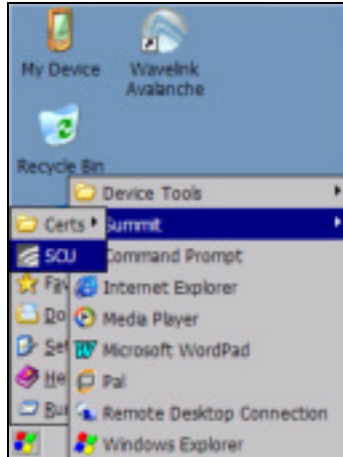 My Device
Wavelink
Avalanche
Recycle Bin
Device Tools
Certs
Summit
SCU
Command Prompt
Internet Explorer
Media Player
Microsoft WordPad
Pal
Remote Desktop Connection
Windows Explorer